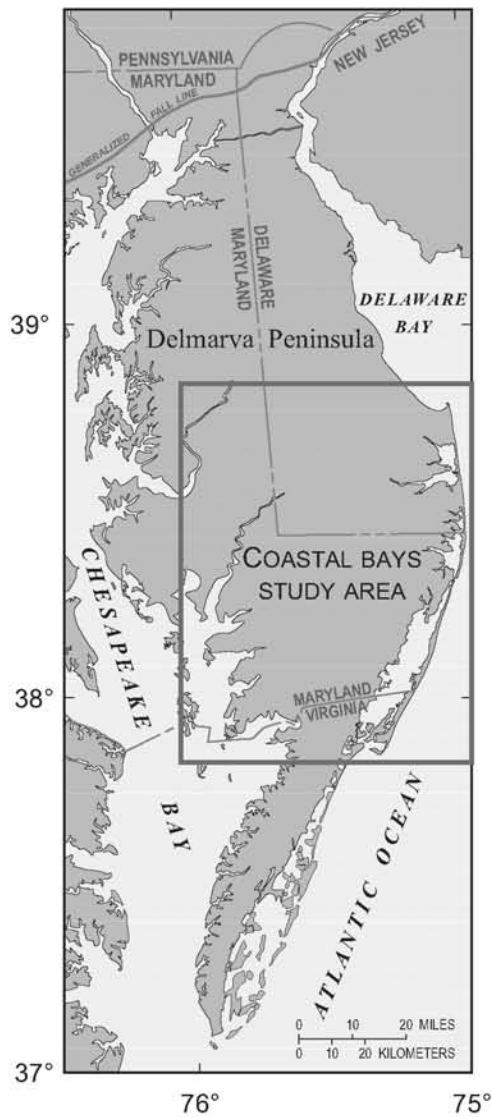 PENNSYLVANIA
MARYLAND
NEW JERSEY
GENERALIZED FALL LINE
DELAWARE
MARYLAND
DELAWARE
BAY
39°
Delmarva Peninsula
COASTAL BAYS
STUDY AREA
CHESAPEAKE
BAY
38°
MARYLAND
VIRGINIA
ATLANTIC OCEAN
0 10 20 MILES
0 10 20 KILOMETERS
37°
76° 75°